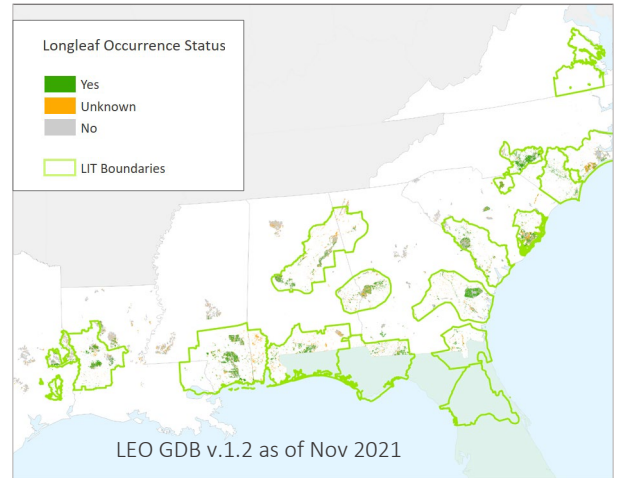 Longleaf Occurrence Status
Yes
Unknown
No
LIT Boundaries
LEO GDB v.1.2 as of Nov 2021